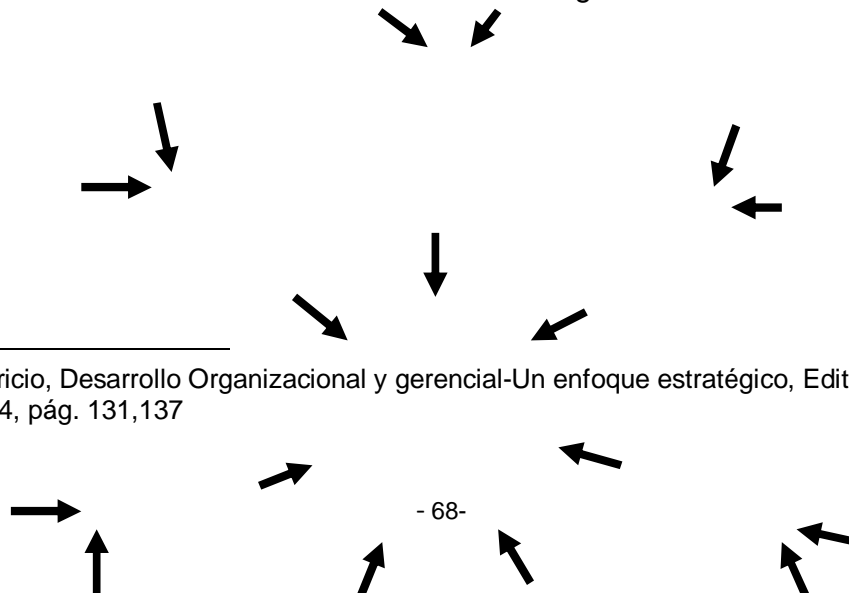 ricio, Desarrollo Organizacional y gerencial-Un enfoque estratégico, Edit
4, pág. 131,137
- 68-